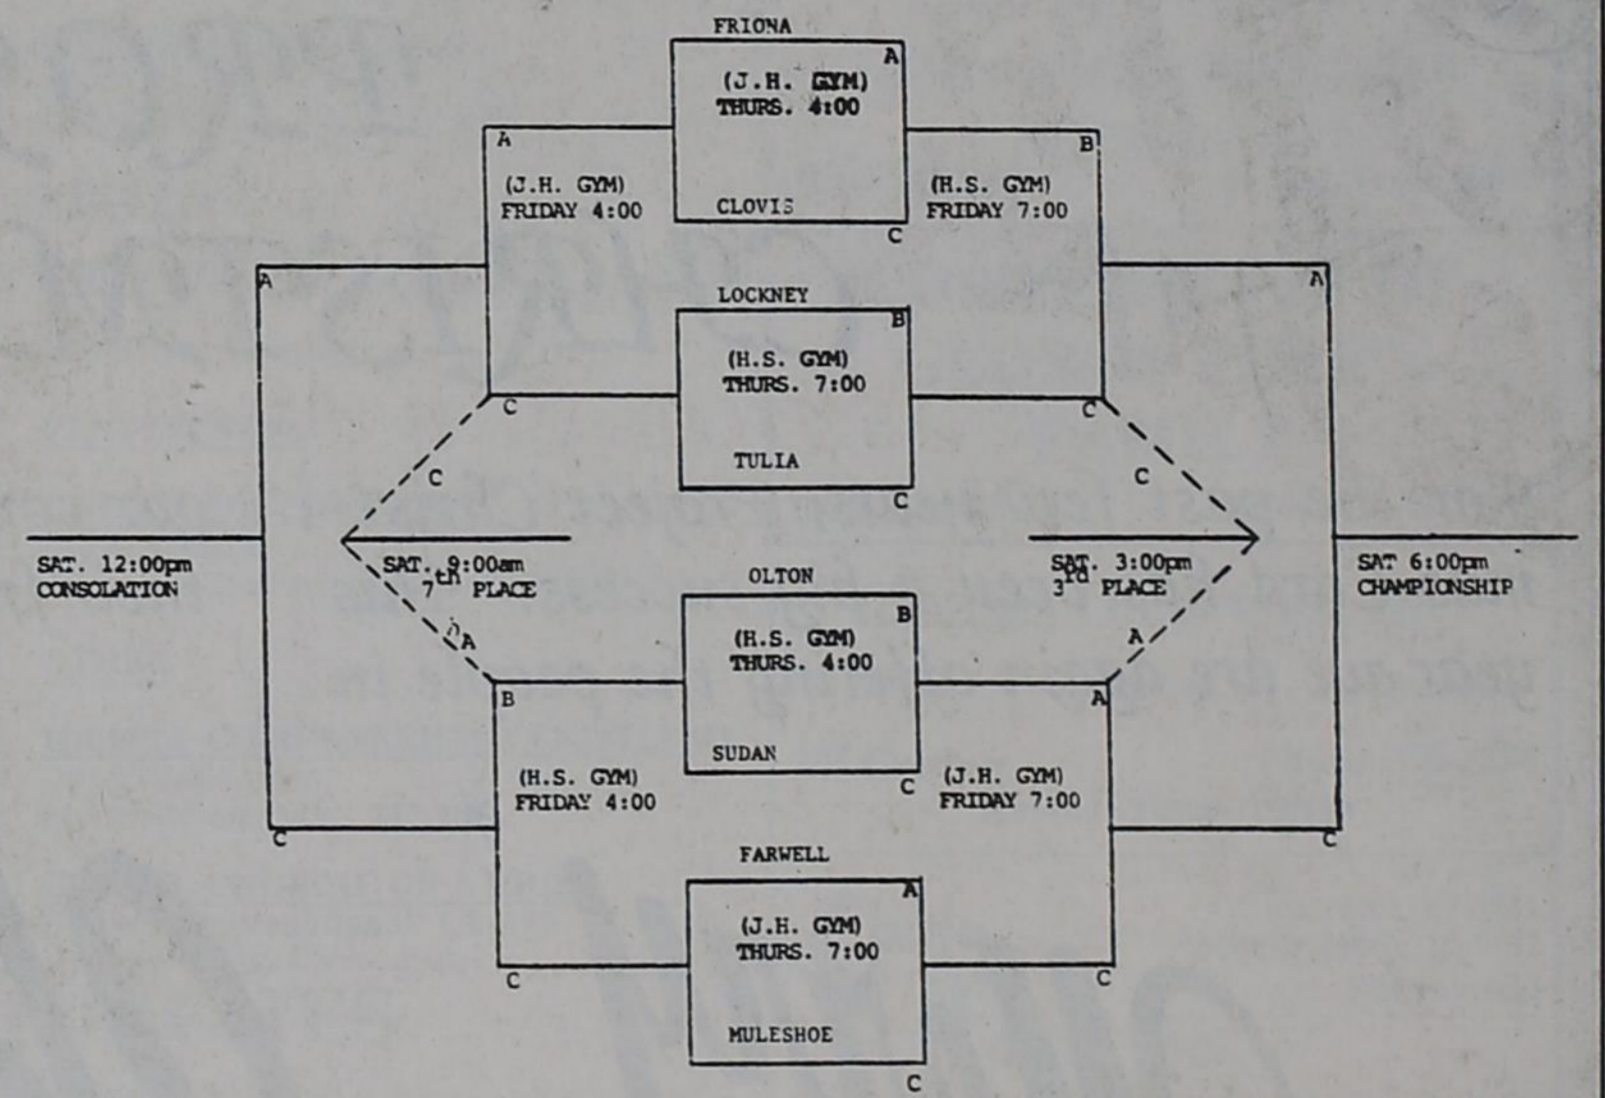 FRIONA
A
(J.H. GYM)
THURS. 4:00
CLOVIS
C
A
(J.H. GYM)
FRIDAY 4:00
C
B
(H.S. GYM)
FRIDAY 7:00
C
LOCKNEY
B
(H.S. GYM)
THURS. 7:00
TULIA
C
A
C
A
C
C
A
SAT. 12:00pm
CONSOLATION
SAT. 9:00am
7th PLACE
C
A
SAT. 3:00pm
3rd PLACE
SAT 6:00pm
CHAMPIONSHIP
OLTON
B
(H.S. GYM)
THURS. 4:00
SUDAN
C
B
(H.S. GYM)
FRIDAY 4:00
C
A
(J.H. GYM)
FRIDAY 7:00
C
FARWELL
A
(J.H. GYM)
THURS. 7:00
MULESHOE
C